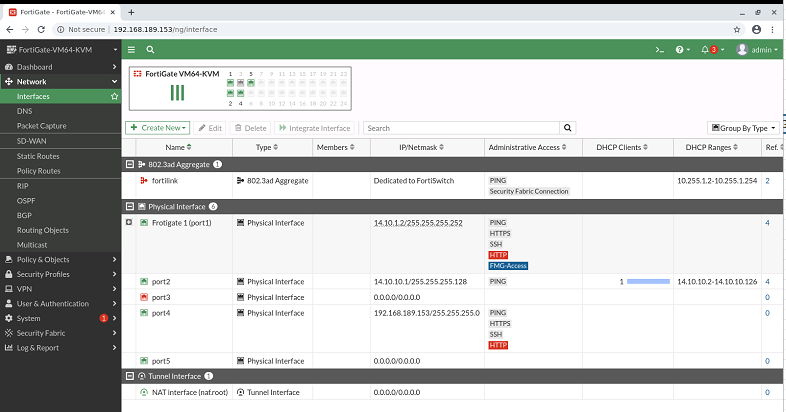 FortiGate - FortiGate-VM64
Not secure | 192.168.189.153/ng/interface
FortiGate-VM64-KVM
3
admin
Dashboard
Network
Interfaces
DNS
Packet Capture
SD-WAN
Static Routes
Policy Routes
RIP
OSPF
BGP
Routing Objects
Multicast
Policy & Objects
Security Profiles
VPN
User & Authentication
System 1
Security Fabric
Log & Report
FortiGate VM64-KVM
1 3 5 7 9 11 13 15 17 19 21 23
2 4 6 8 10 12 14 16 18 20 22 24
Create New Edit Delete Integrate Interface Search Group By Type
Name Type Members IP/Netmask Administrative Access DHCP Clients DHCP Ranges Ref.
802.3ad Aggregate 1
fortilink 802.3ad Aggregate Dedicated to FortiSwitch PING 10.255.1.2-10.255.1.254 2
Security Fabric Connection
Physical Interface 6
Frotigate 1 (port1) Physical Interface 14.10.1.2/255.255.255.252 PING 4
HTTPS
SSH
HTTP
FMG-Access
port2 Physical Interface 14.10.10.1/255.255.255.128 PING 1 14.10.10.2-14.10.10.126 4
port3 Physical Interface 0.0.0.0/0.0.0.0 0
port4 Physical Interface 192.168.189.153/255.255.255.0 PING 0
HTTPS
SSH
HTTP
port5 Physical Interface 0.0.0.0/0.0.0.0 0
Tunnel Interface 1
NAT interface (naf.root) Tunnel Interface 0.0.0.0/0.0.0.0 0